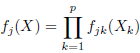 f_j(X) = \prod_{k=1}^{p} f_{jk}(X_k)